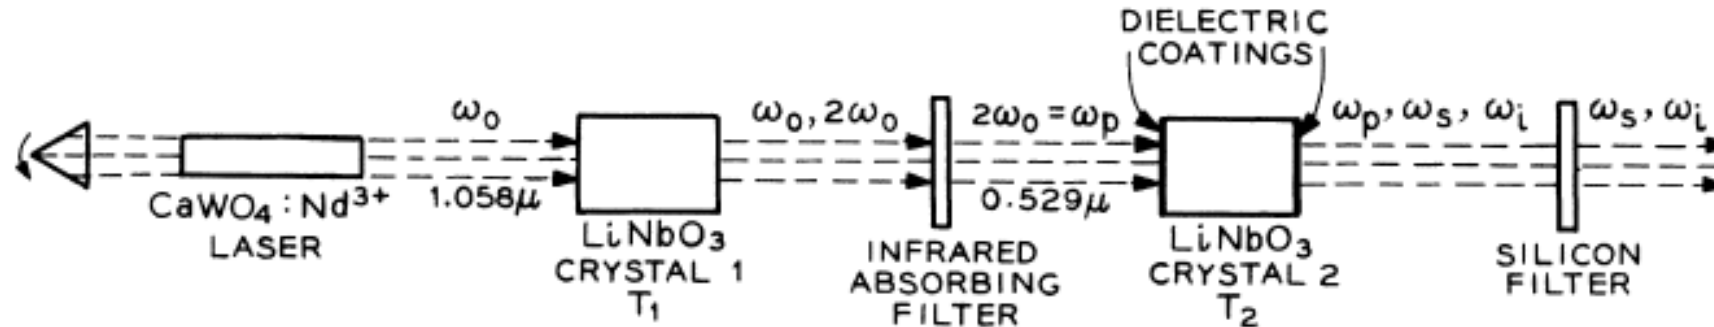 DIELECTRIC
COATINGS
ω₀
ω₀, 2ω₀
2ω₀ = ωₚ
ωₚ, ωₛ, ωᵢ
ωₛ, ωᵢ
1.058μ
0.529μ
CaWO₄ : Nd³⁺
LASER
LiNbO₃
CRYSTAL 1
T₁
INFRARED
ABSORBING
FILTER
LiNbO₃
CRYSTAL 2
T₂
SILICON
FILTER